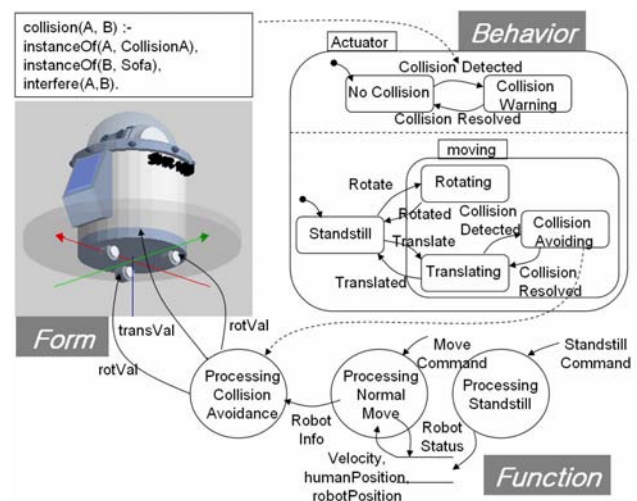 collision(A, B) :-
instanceOf(A, CollisionA),
instanceOf(B, Sofa),
interfere(A,B).
Behavior
Actuator
Collision Detected
No Collision
Collision
Warning
Collision Resolved
moving
Rotate
Rotating
Rotated
Collision
Detected
Collision
Avoiding
Standstill
Translate
Translating
Translated
Collision
Resolved
Form
transVal
rotVal
rotVal
Move
Command
Standstill
Command
Processing
Collision
Avoidance
Processing
Normal
Move
Processing
Standstill
Robot
Info
Robot
Status
Velocity,
humanPosition,
robotPosition
Function